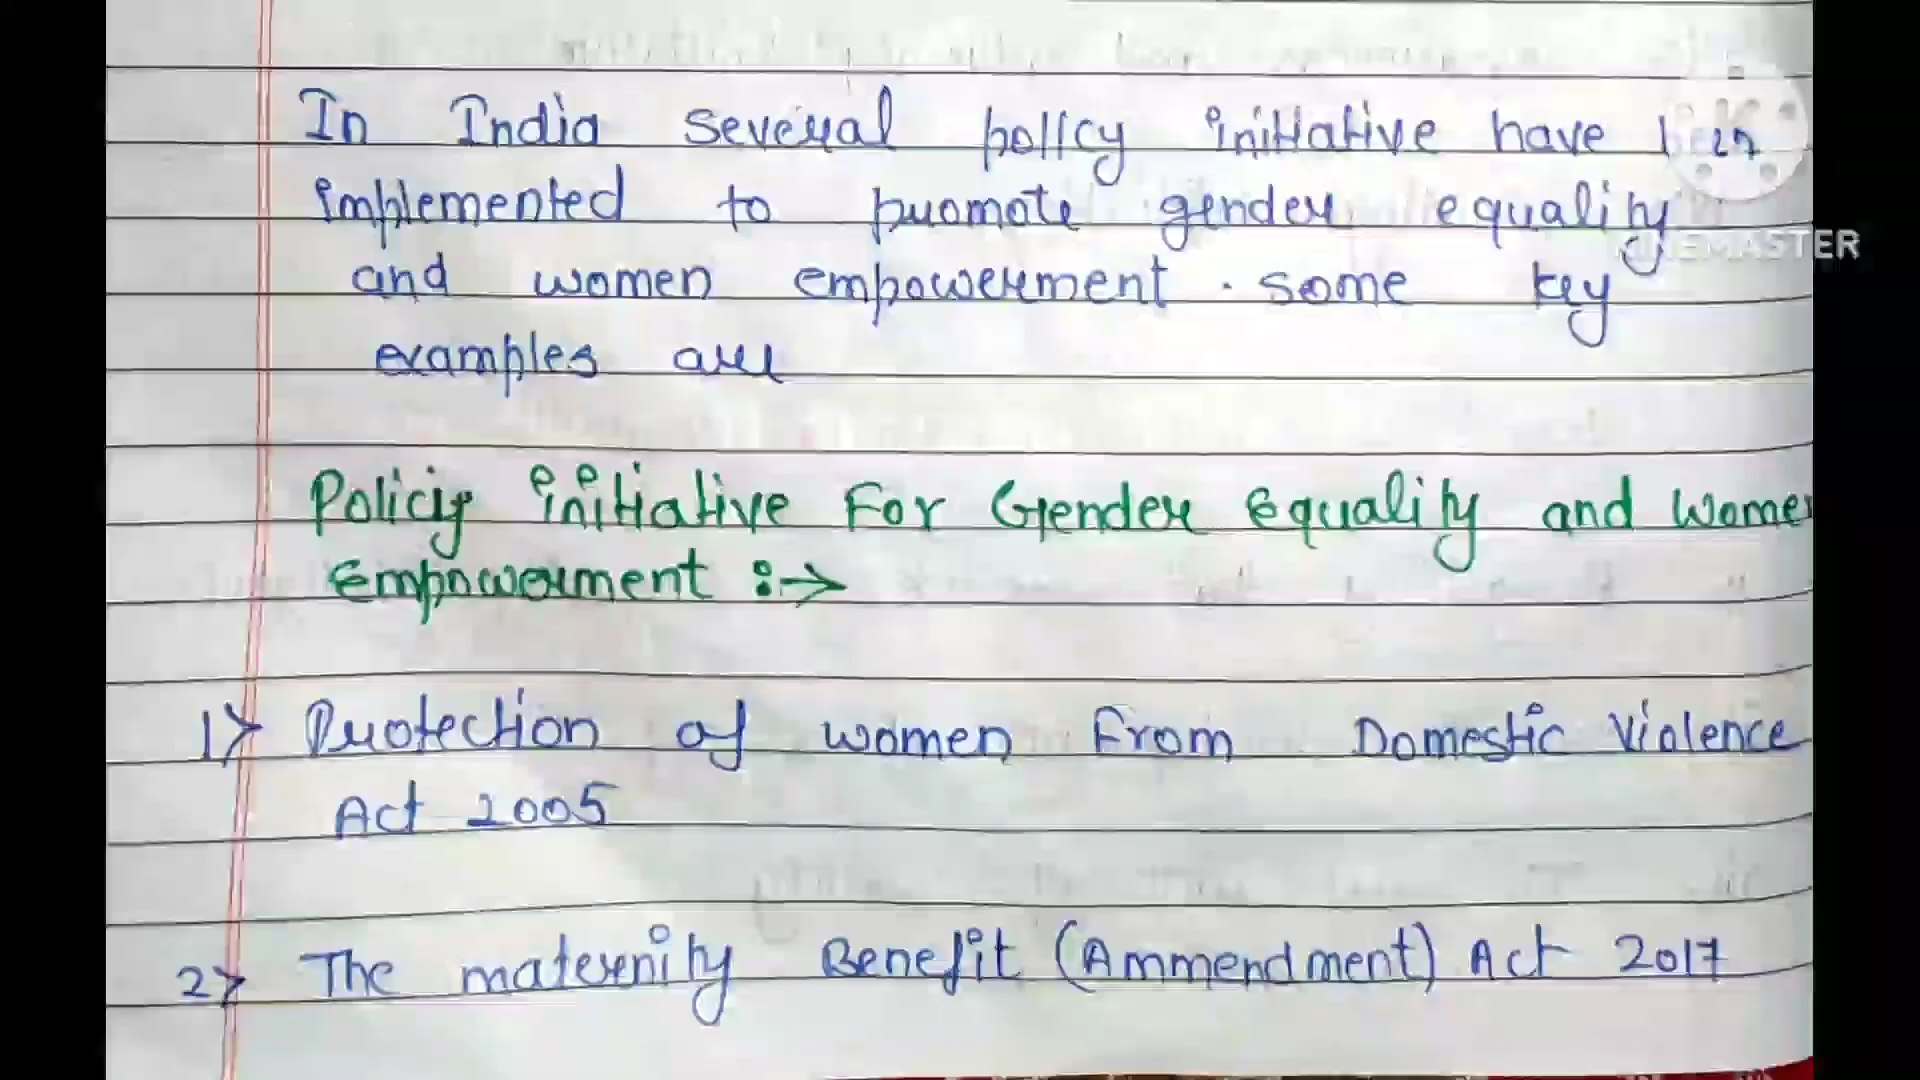 In India several policy initiative have been
implemented to promote gender equality
and women empowerment . some key
examples are
Policiy initiative For Gender Equality and Women
Empowerment :->
1> Protection of women From Domestic Violence
Act 2005
2> The maternity Benefit (Ammendment) Act 2017
KINEMASTER